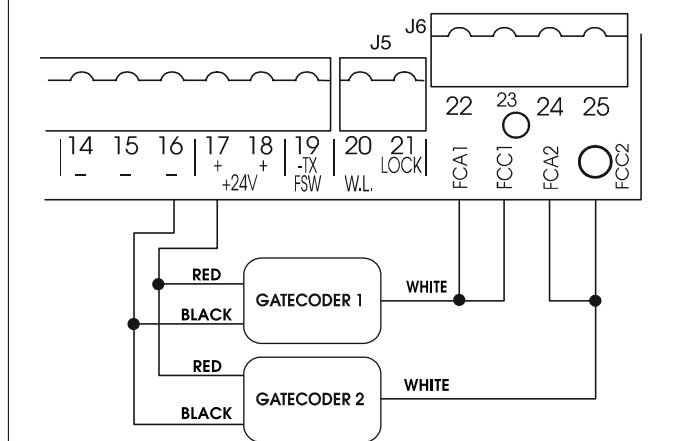 J5
J6
22 23 24 25
14 15 16 17 18 19 20 21
- - - + + -TX LOCK
+24V FSW W.L.
FCA1 FCC1 FCA2 FCC2
RED
GATECODER 1
WHITE
BLACK
RED
GATECODER 2
WHITE
BLACK